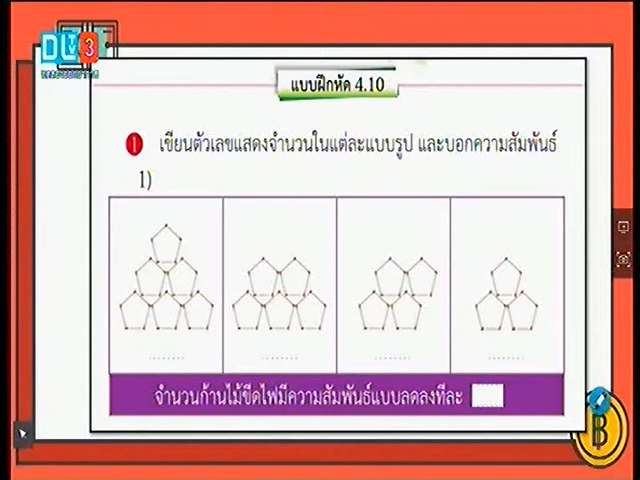 DLTV 3
แบบฝึกหัด 4.10
1 เขียนตัวเลขแสดงจำนวนในแต่ละแบบรูป และบอกความสัมพันธ์
1)
........ ........ ........ ........
จำนวนก้านไม้ขีดไฟมีความสัมพันธ์แบบลดลงทีละ
฿